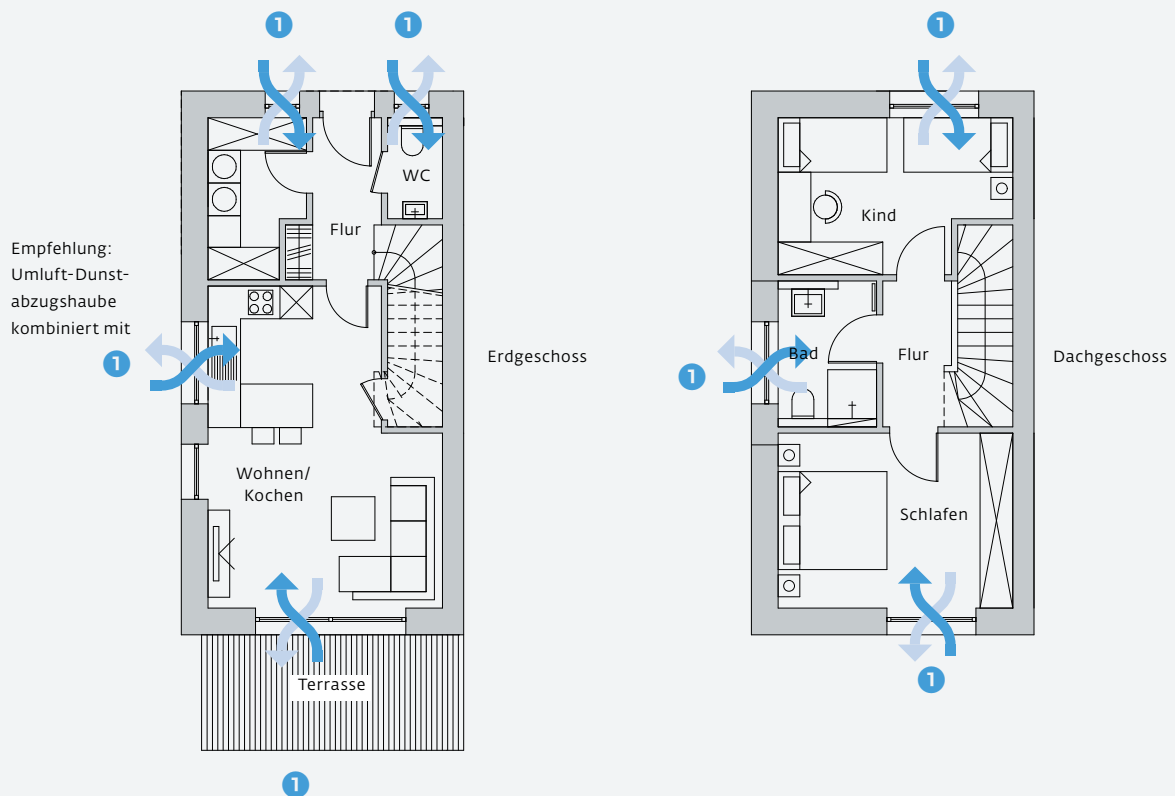 1
1
WC
Flur
Empfehlung:
Umluft-Dunst-
abzugshaube
kombiniert mit
1
Erdgeschoss
Wohnen/
Kochen
Terrasse
1
1
Kind
1
Bad
Flur
Dachgeschoss
Schlafen
1